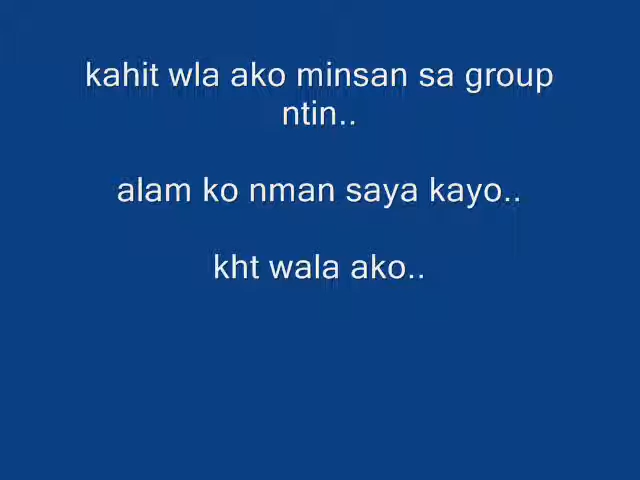 kahit wla ako minsan sa group
ntin..
alam ko nman saya kayo..
kht wala ako..